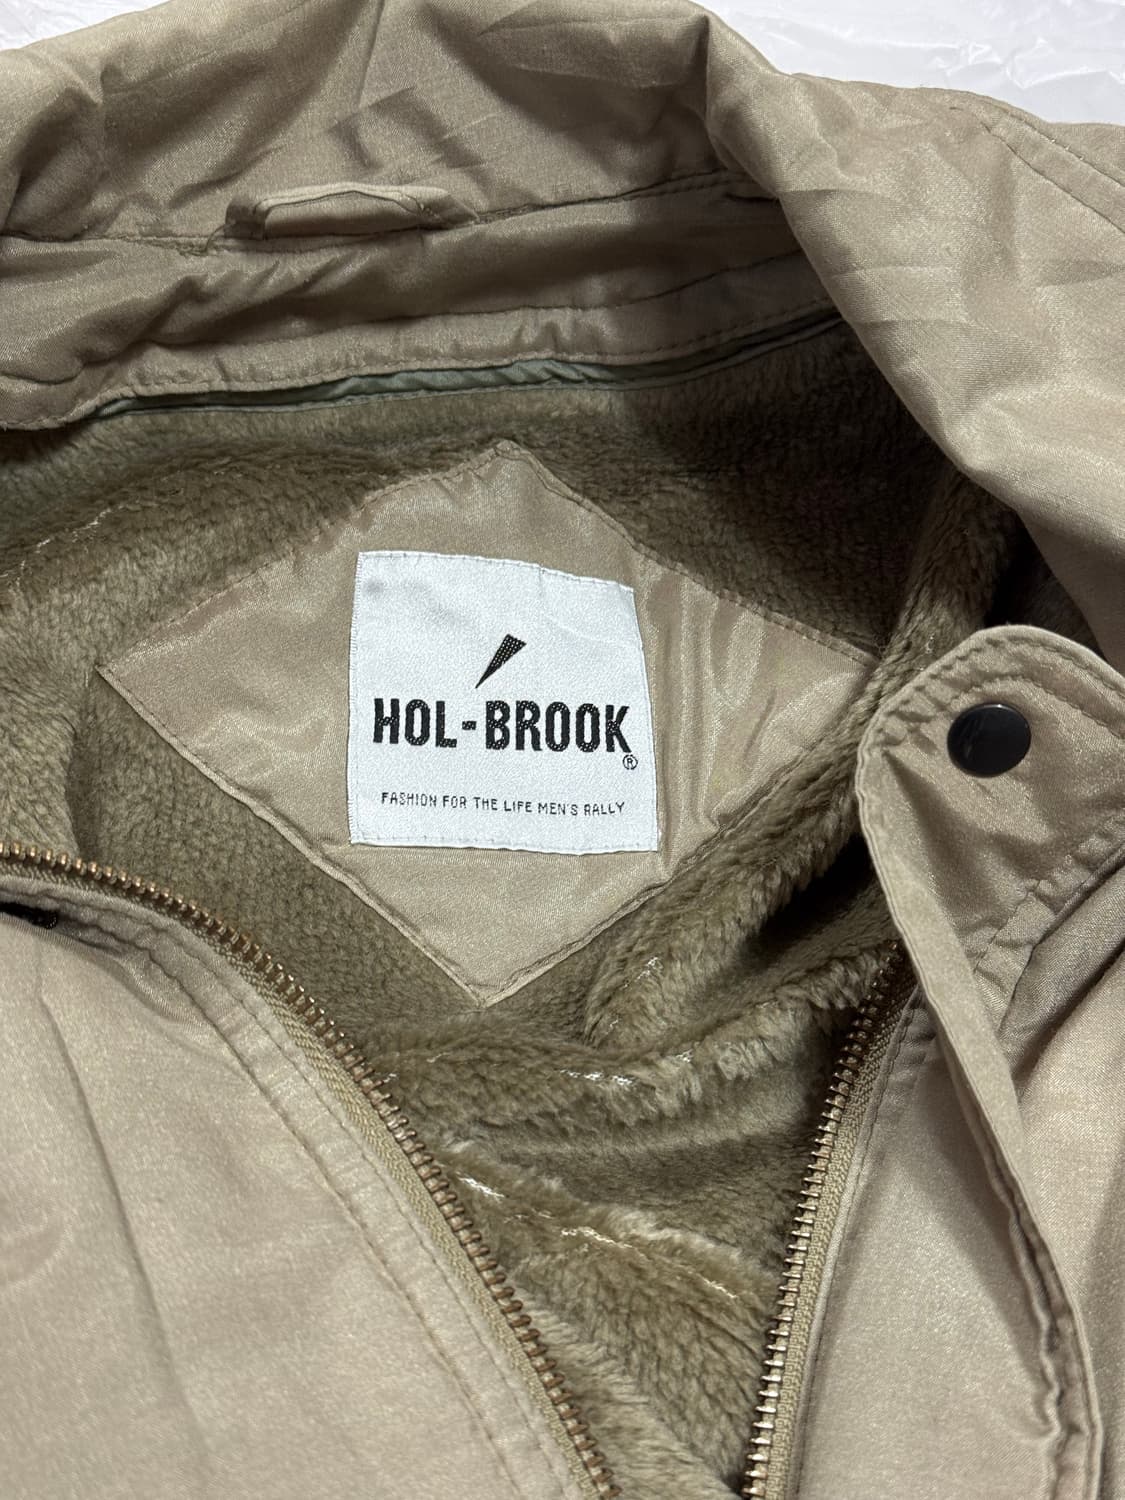 HOL-BROOK®
FASHION FOR THE LIFE MEN'S RALLY